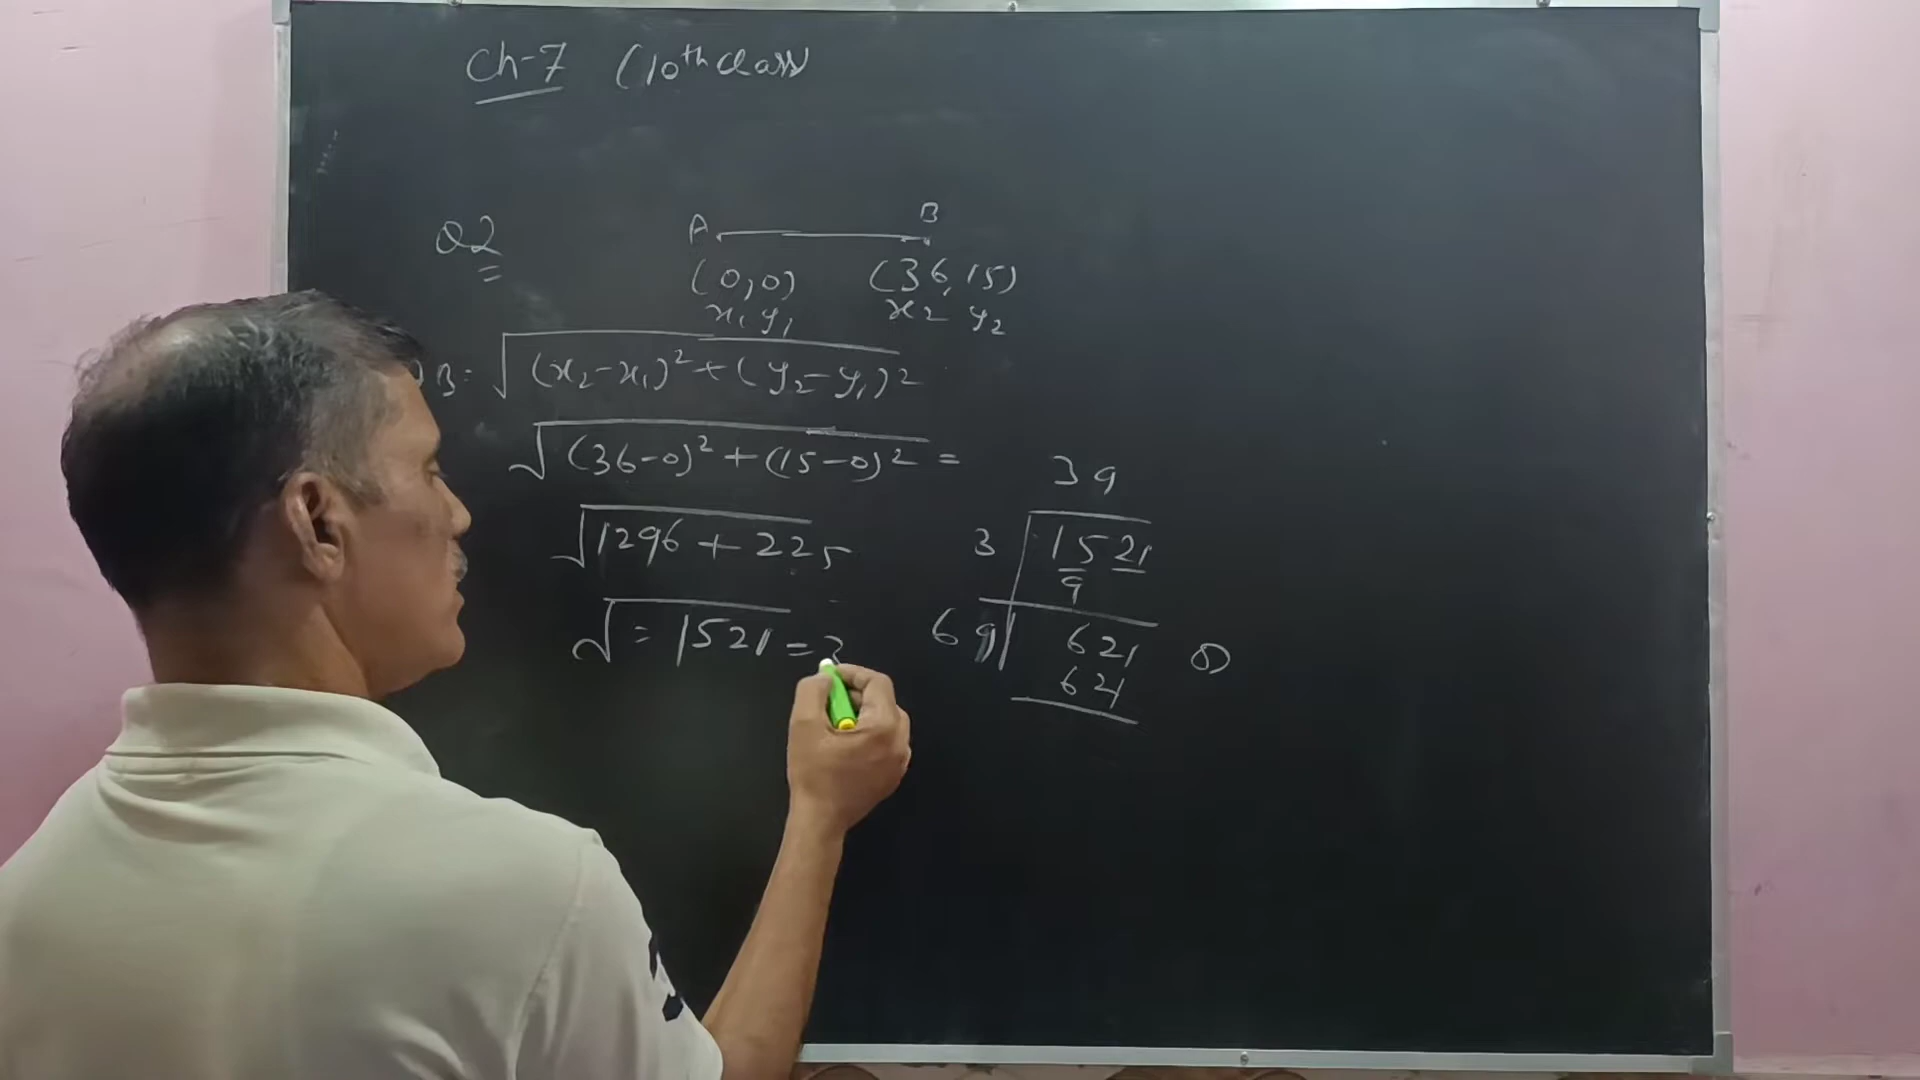 Ch-7 (10th class
Q2
A B
(0,0) (36,15)
x1 y1 x2 y2
B = √(x2-x1)² + (y2-y1)²
√(36-0)² + (15-0)² =
√1296 + 225
√= 1521 = 3
39
3 1521
9
69 621
621